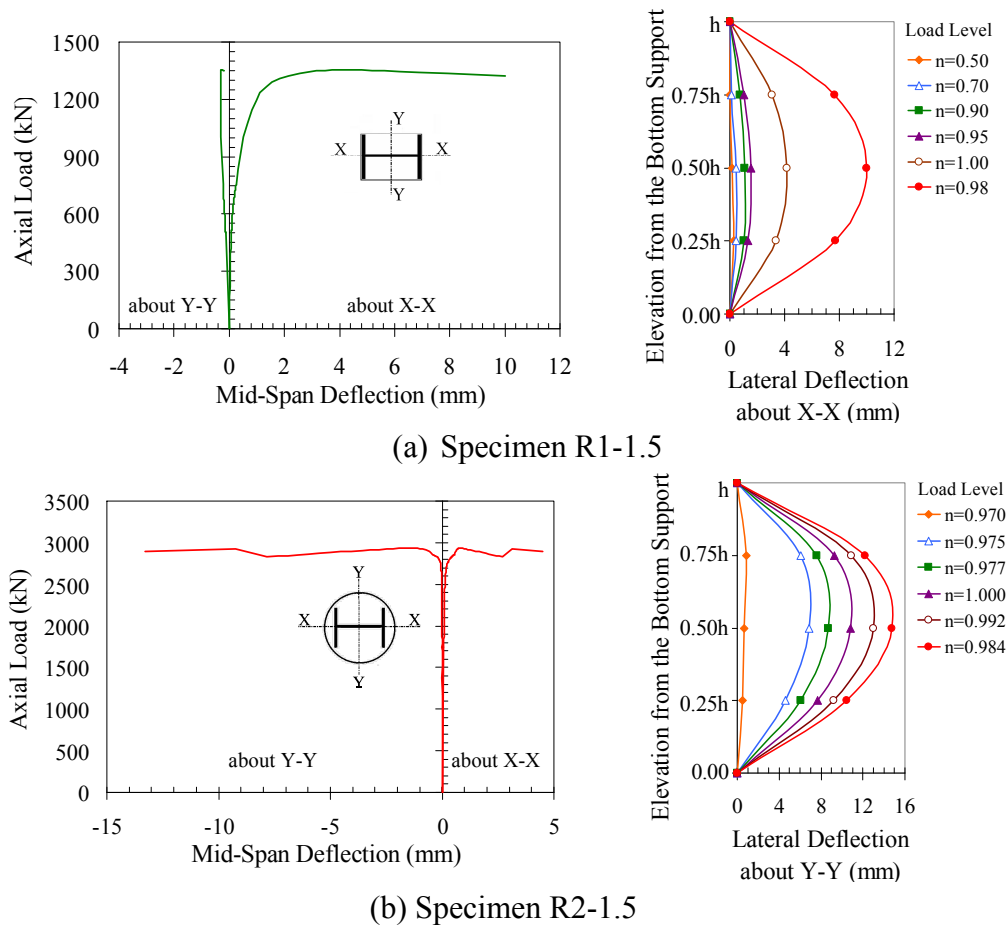 1500
1200
900
600
300
0
Axial Load (kN)
-4 -2 0 2 4 6 8 10 12
Mid-Span Deflection (mm)
about Y-Y
about X-X
Y
X X
Y
h
0.75h
0.50h
0.25h
0.00
Elevation from the Bottom Support
0 4 8 12
Lateral Deflection
about X-X (mm)
Load Level
n=0.50
n=0.70
n=0.90
n=0.95
n=1.00
n=0.98
(a) Specimen R1-1.5
3500
3000
2500
2000
1500
1000
500
0
Axial Load (kN)
-15 -10 -5 0 5
Mid-Span Deflection (mm)
about Y-Y
about X-X
Y
X X
Y
h
0.75h
0.50h
0.25h
0.00
Elevation from the Bottom Support
0 4 8 12 16
Lateral Deflection
about Y-Y (mm)
Load Level
n=0.970
n=0.975
n=0.977
n=1.000
n=0.992
n=0.984
(b) Specimen R2-1.5